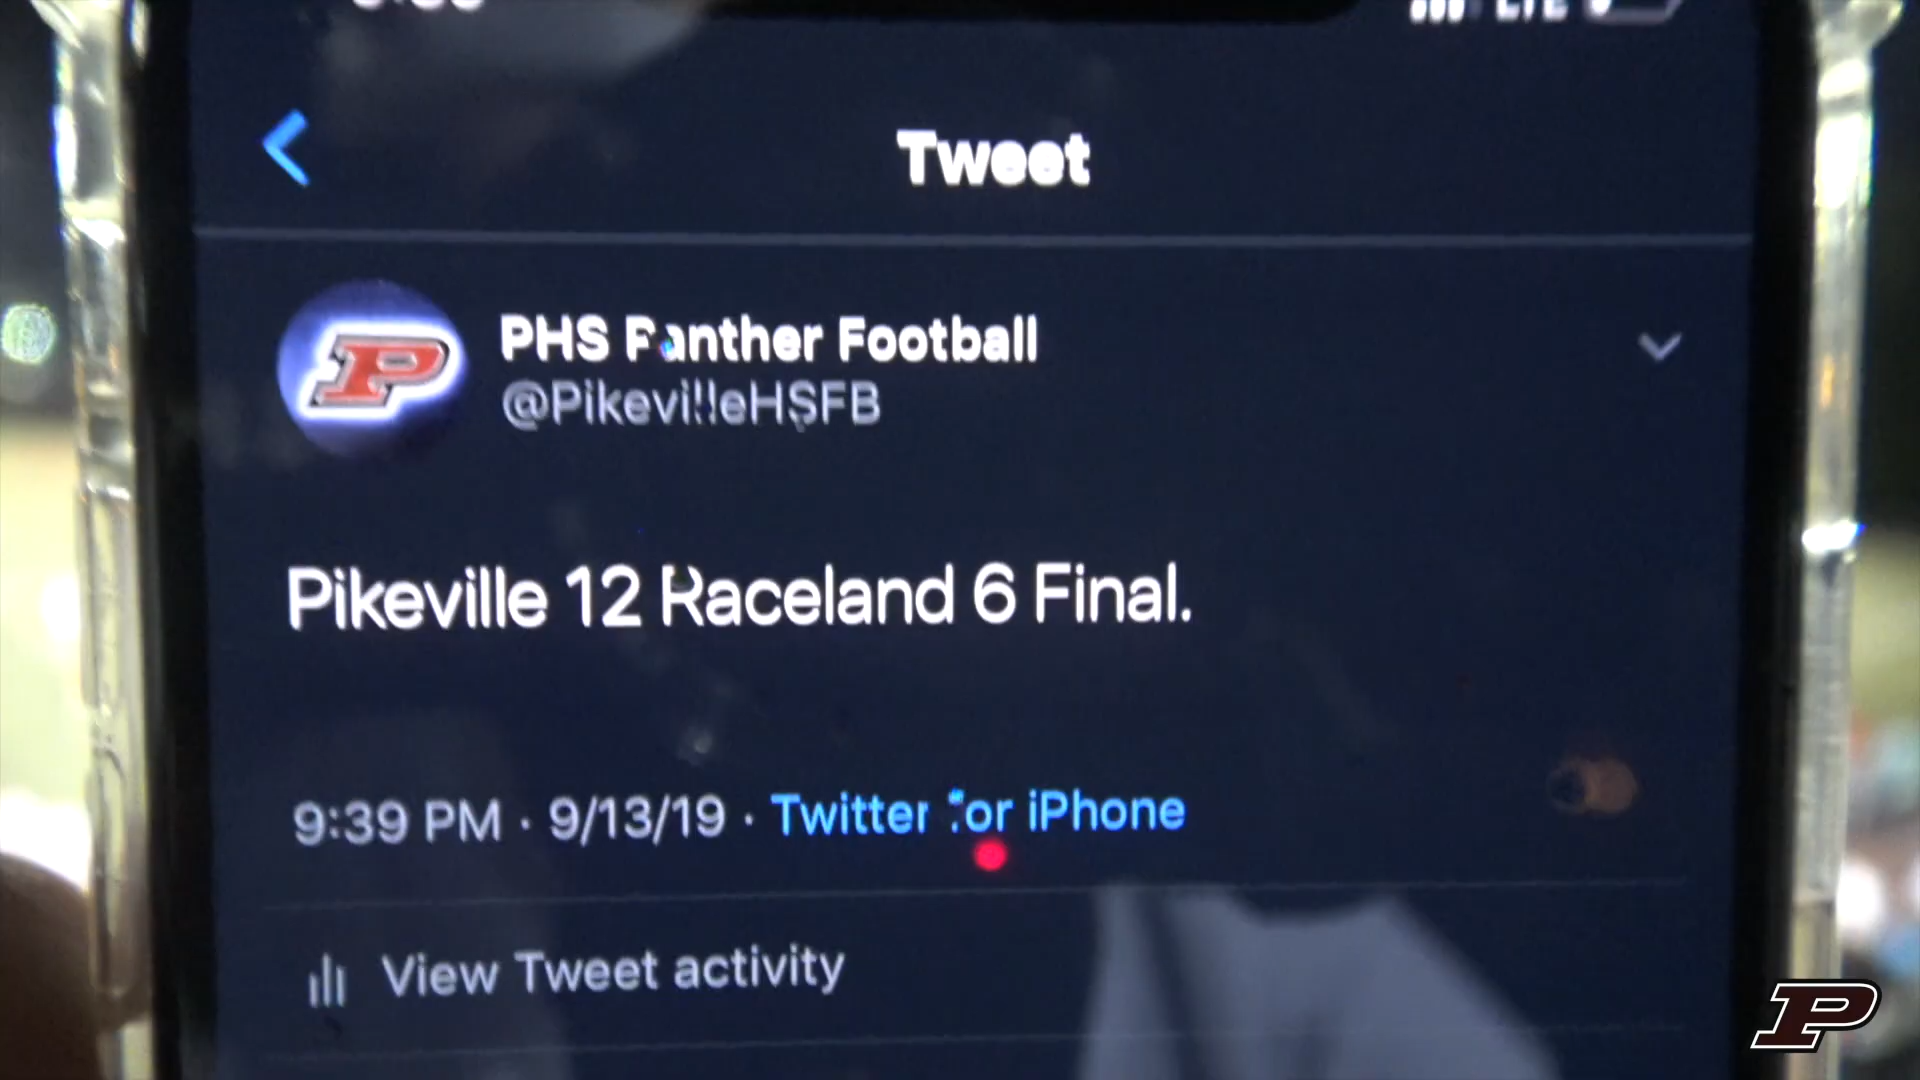 LTE
Tweet
PHS Panther Football
@PikevilleHSFB
Pikeville 12 Raceland 6 Final.
9:39 PM · 9/13/19 · Twitter for iPhone
View Tweet activity
P